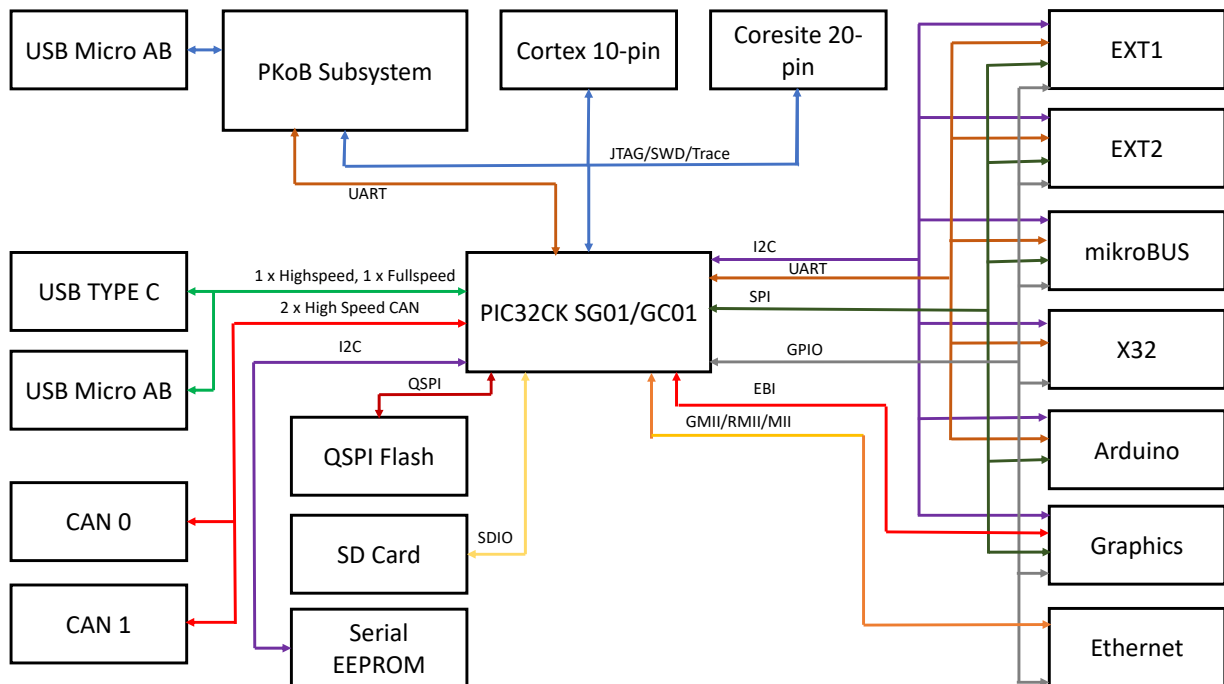 USB Micro AB
PKoB Subsystem
Cortex 10-pin
Coresite 20-
pin
EXT1
EXT2
JTAG/SWD/Trace
UART
mikroBUS
I2C
UART
SPI
GPIO
USB TYPE C
1 x Highspeed, 1 x Fullspeed
2 x High Speed CAN
PIC32CK SG01/GC01
X32
I2C
USB Micro AB
QSPI
EBI
GMII/RMII/MII
QSPI Flash
Arduino
CAN 0
SD Card
SDIO
Graphics
CAN 1
Serial
EEPROM
Ethernet